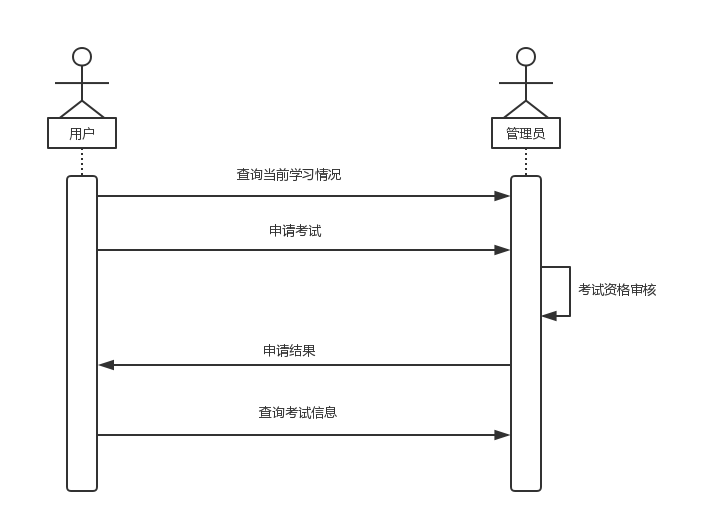 用户
管理员
查询当前学习情况
申请考试
考试资格审核
申请结果
查询考试信息